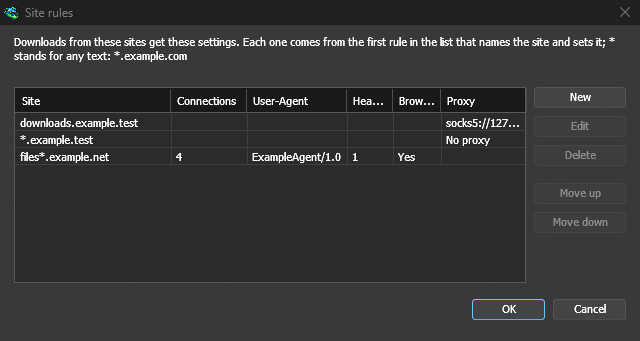 Site rules
Downloads from these sites get these settings. Each one comes from the first rule in the list that names the site and sets it; *
stands for any text: *.example.com
Site Connections User-Agent Hea... Brow... Proxy
downloads.example.test socks5://127...
*.example.test No proxy
files*.example.net 4 ExampleAgent/1.0 1 Yes
New
Edit
Delete
Move up
Move down
OK Cancel